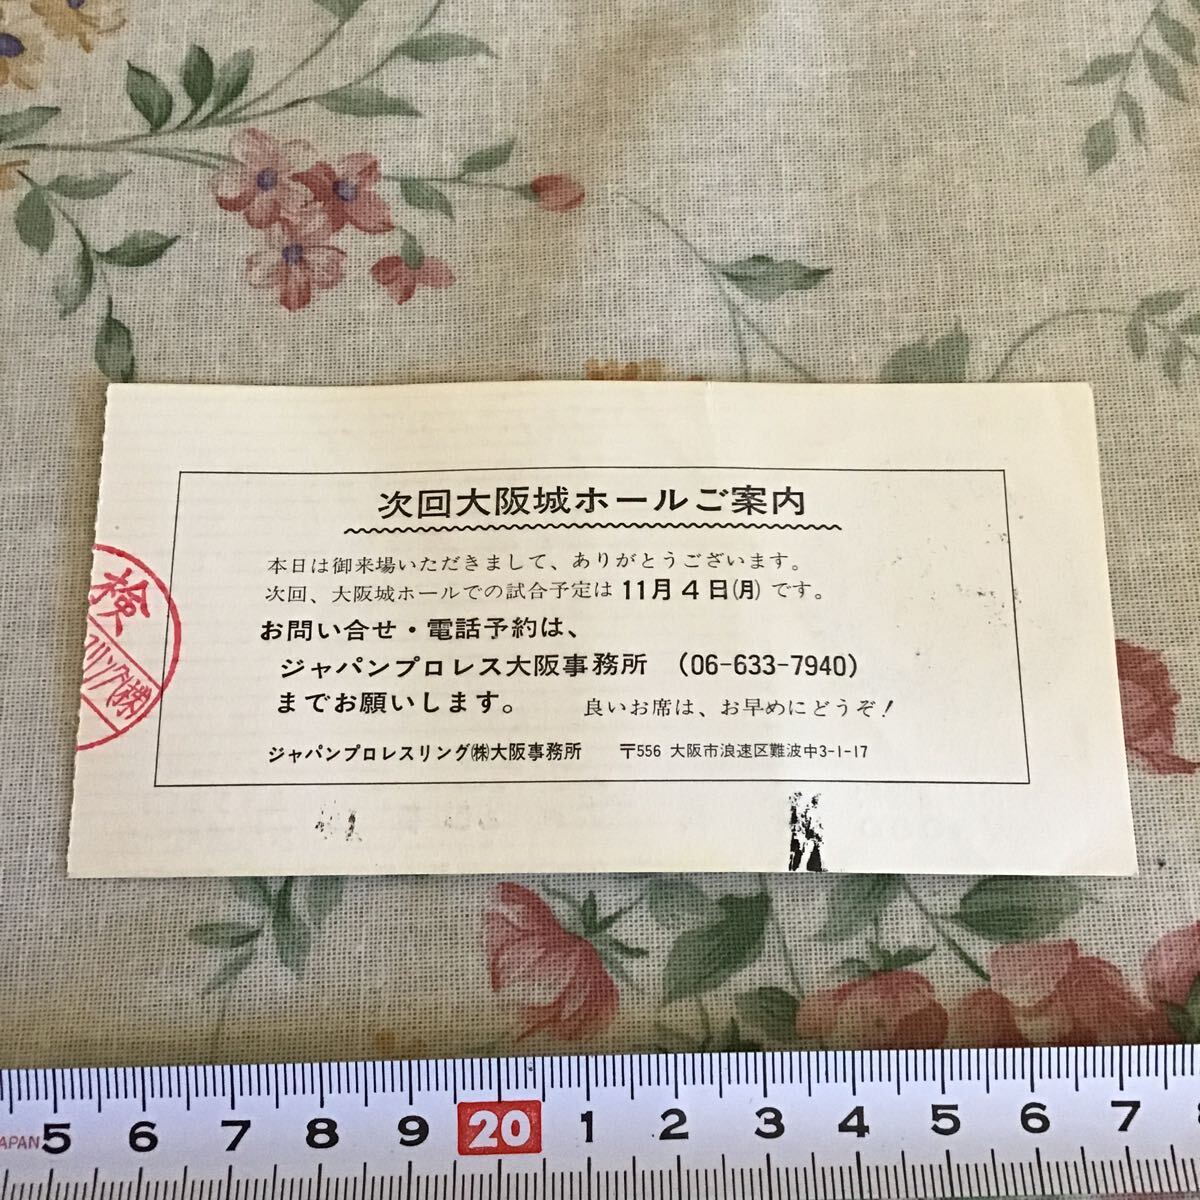 次回大阪城ホールご案内
本日は御来場いただきまして、ありがとうございます。
次回、大阪城ホールでの試合予定は 11月4日(月)です。
お問い合せ・電話予約は、
ジャパンプロレス大阪事務所 (06-633-7940)
までお願いします。 良いお席は、お早めにどうぞ!
ジャパンプロレスリング㈱大阪事務所 〒556 大阪市浪速区難波中3-1-17
検
リング㈱
JAPAN 5 6 7 8 9 20 1 2 3 4 5 6 7